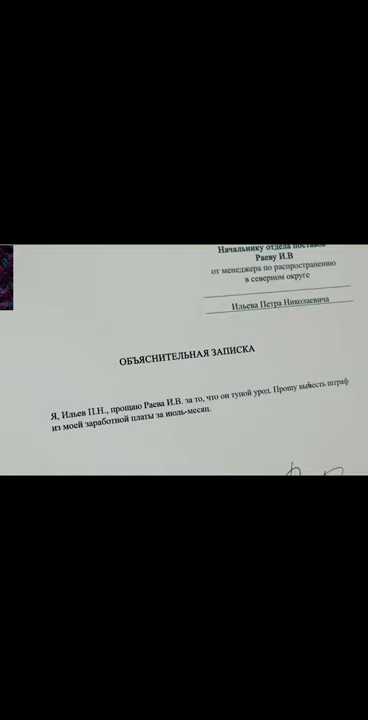 Начальнику отдела поставок
Раеву И.В
от менеджера по распространению
в северном округе
Ильева Петра Николаевича
ОБЪЯСНИТЕЛЬНАЯ ЗАПИСКА
Я, Ильев П.Н., прощаю Раева И.В. за то, что он тупой урод. Прошу вычесть штраф
из моей заработной платы за июль-месяц.